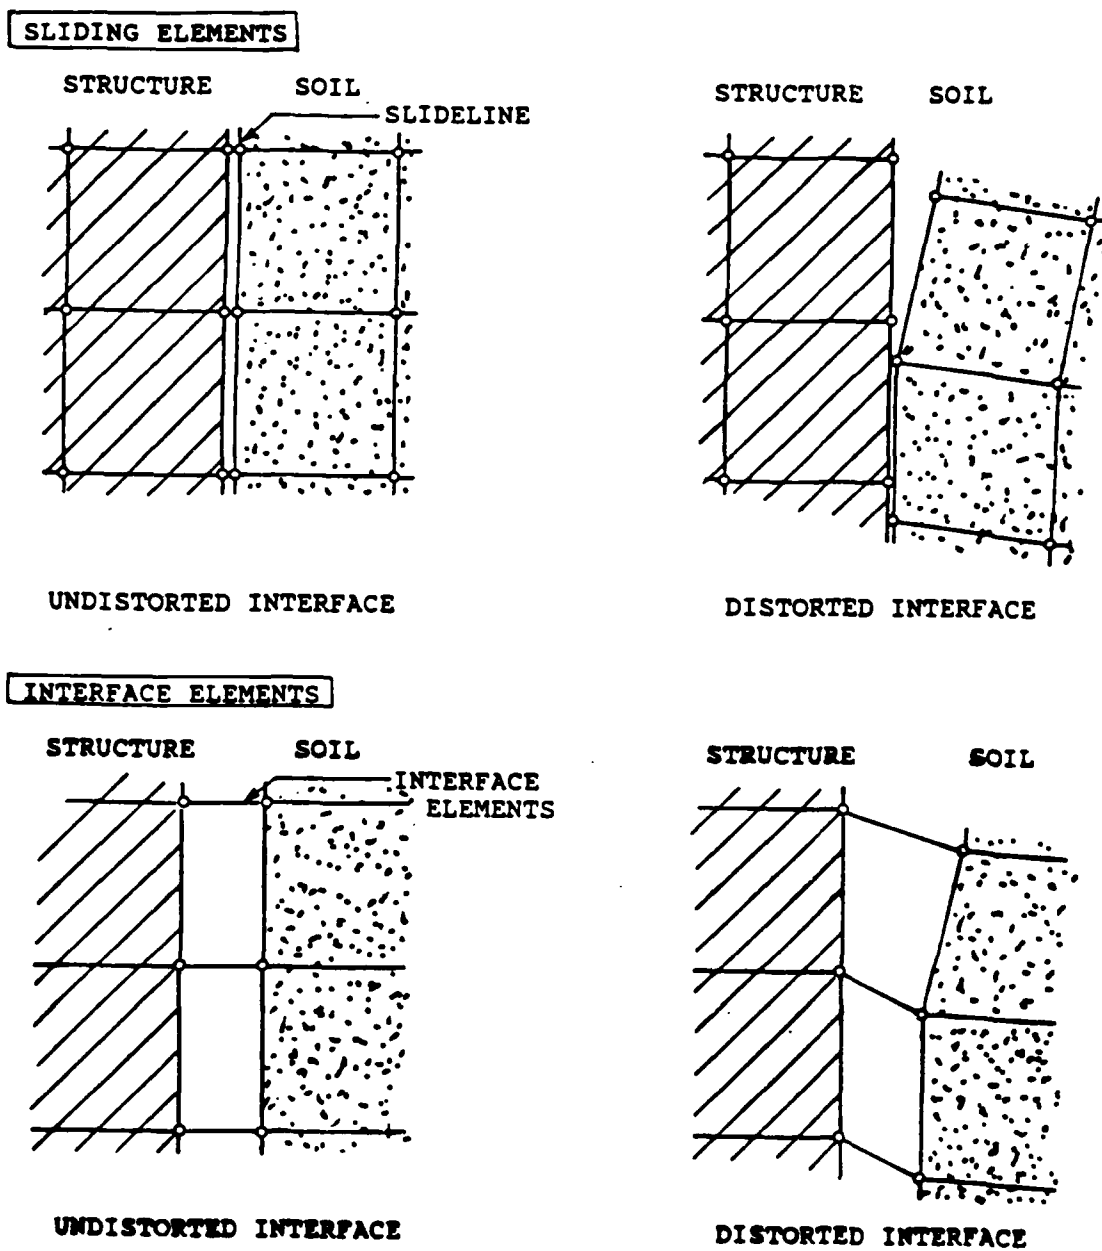 SLIDING ELEMENTS
STRUCTURE SOIL
SLIDELINE
STRUCTURE SOIL
UNDISTORTED INTERFACE
DISTORTED INTERFACE
INTERFACE ELEMENTS
STRUCTURE SOIL
INTERFACE
ELEMENTS
STRUCTURE SOIL
UNDISTORTED INTERFACE
DISTORTED INTERFACE